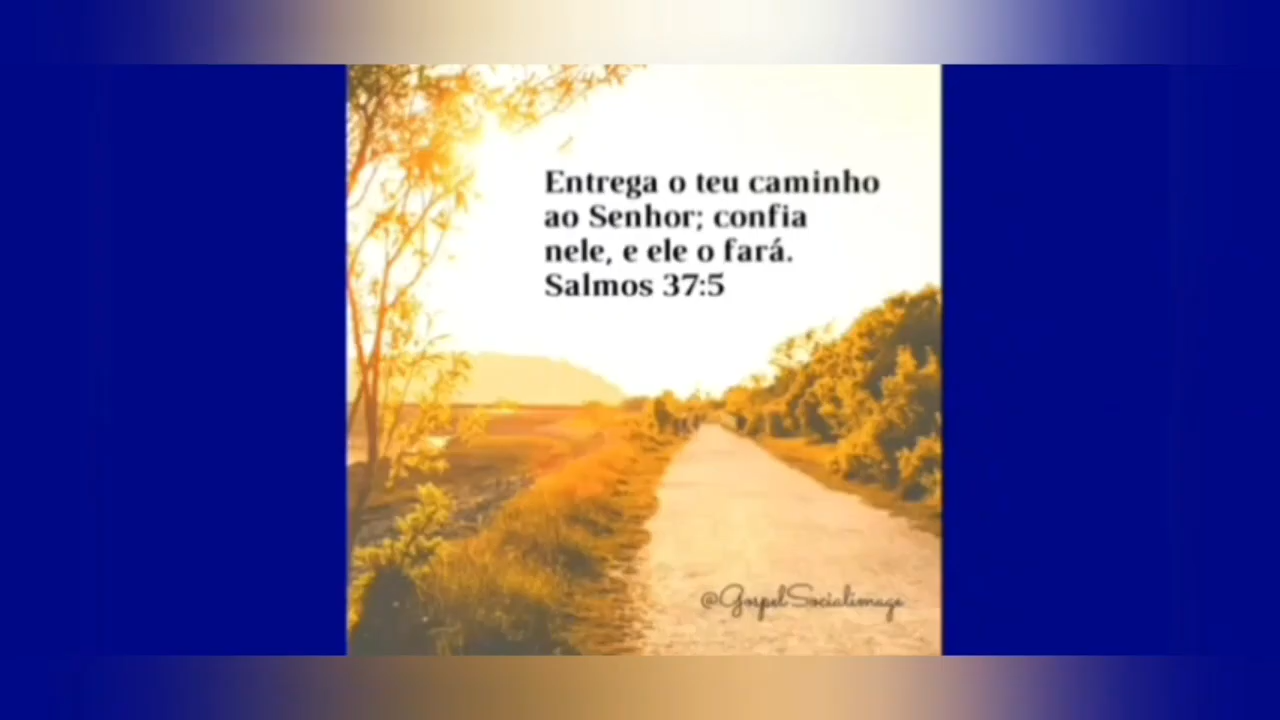 Entrega o teu caminho
ao Senhor; confia
nele, e ele o fará.
Salmos 37:5
@GospelSocialimage